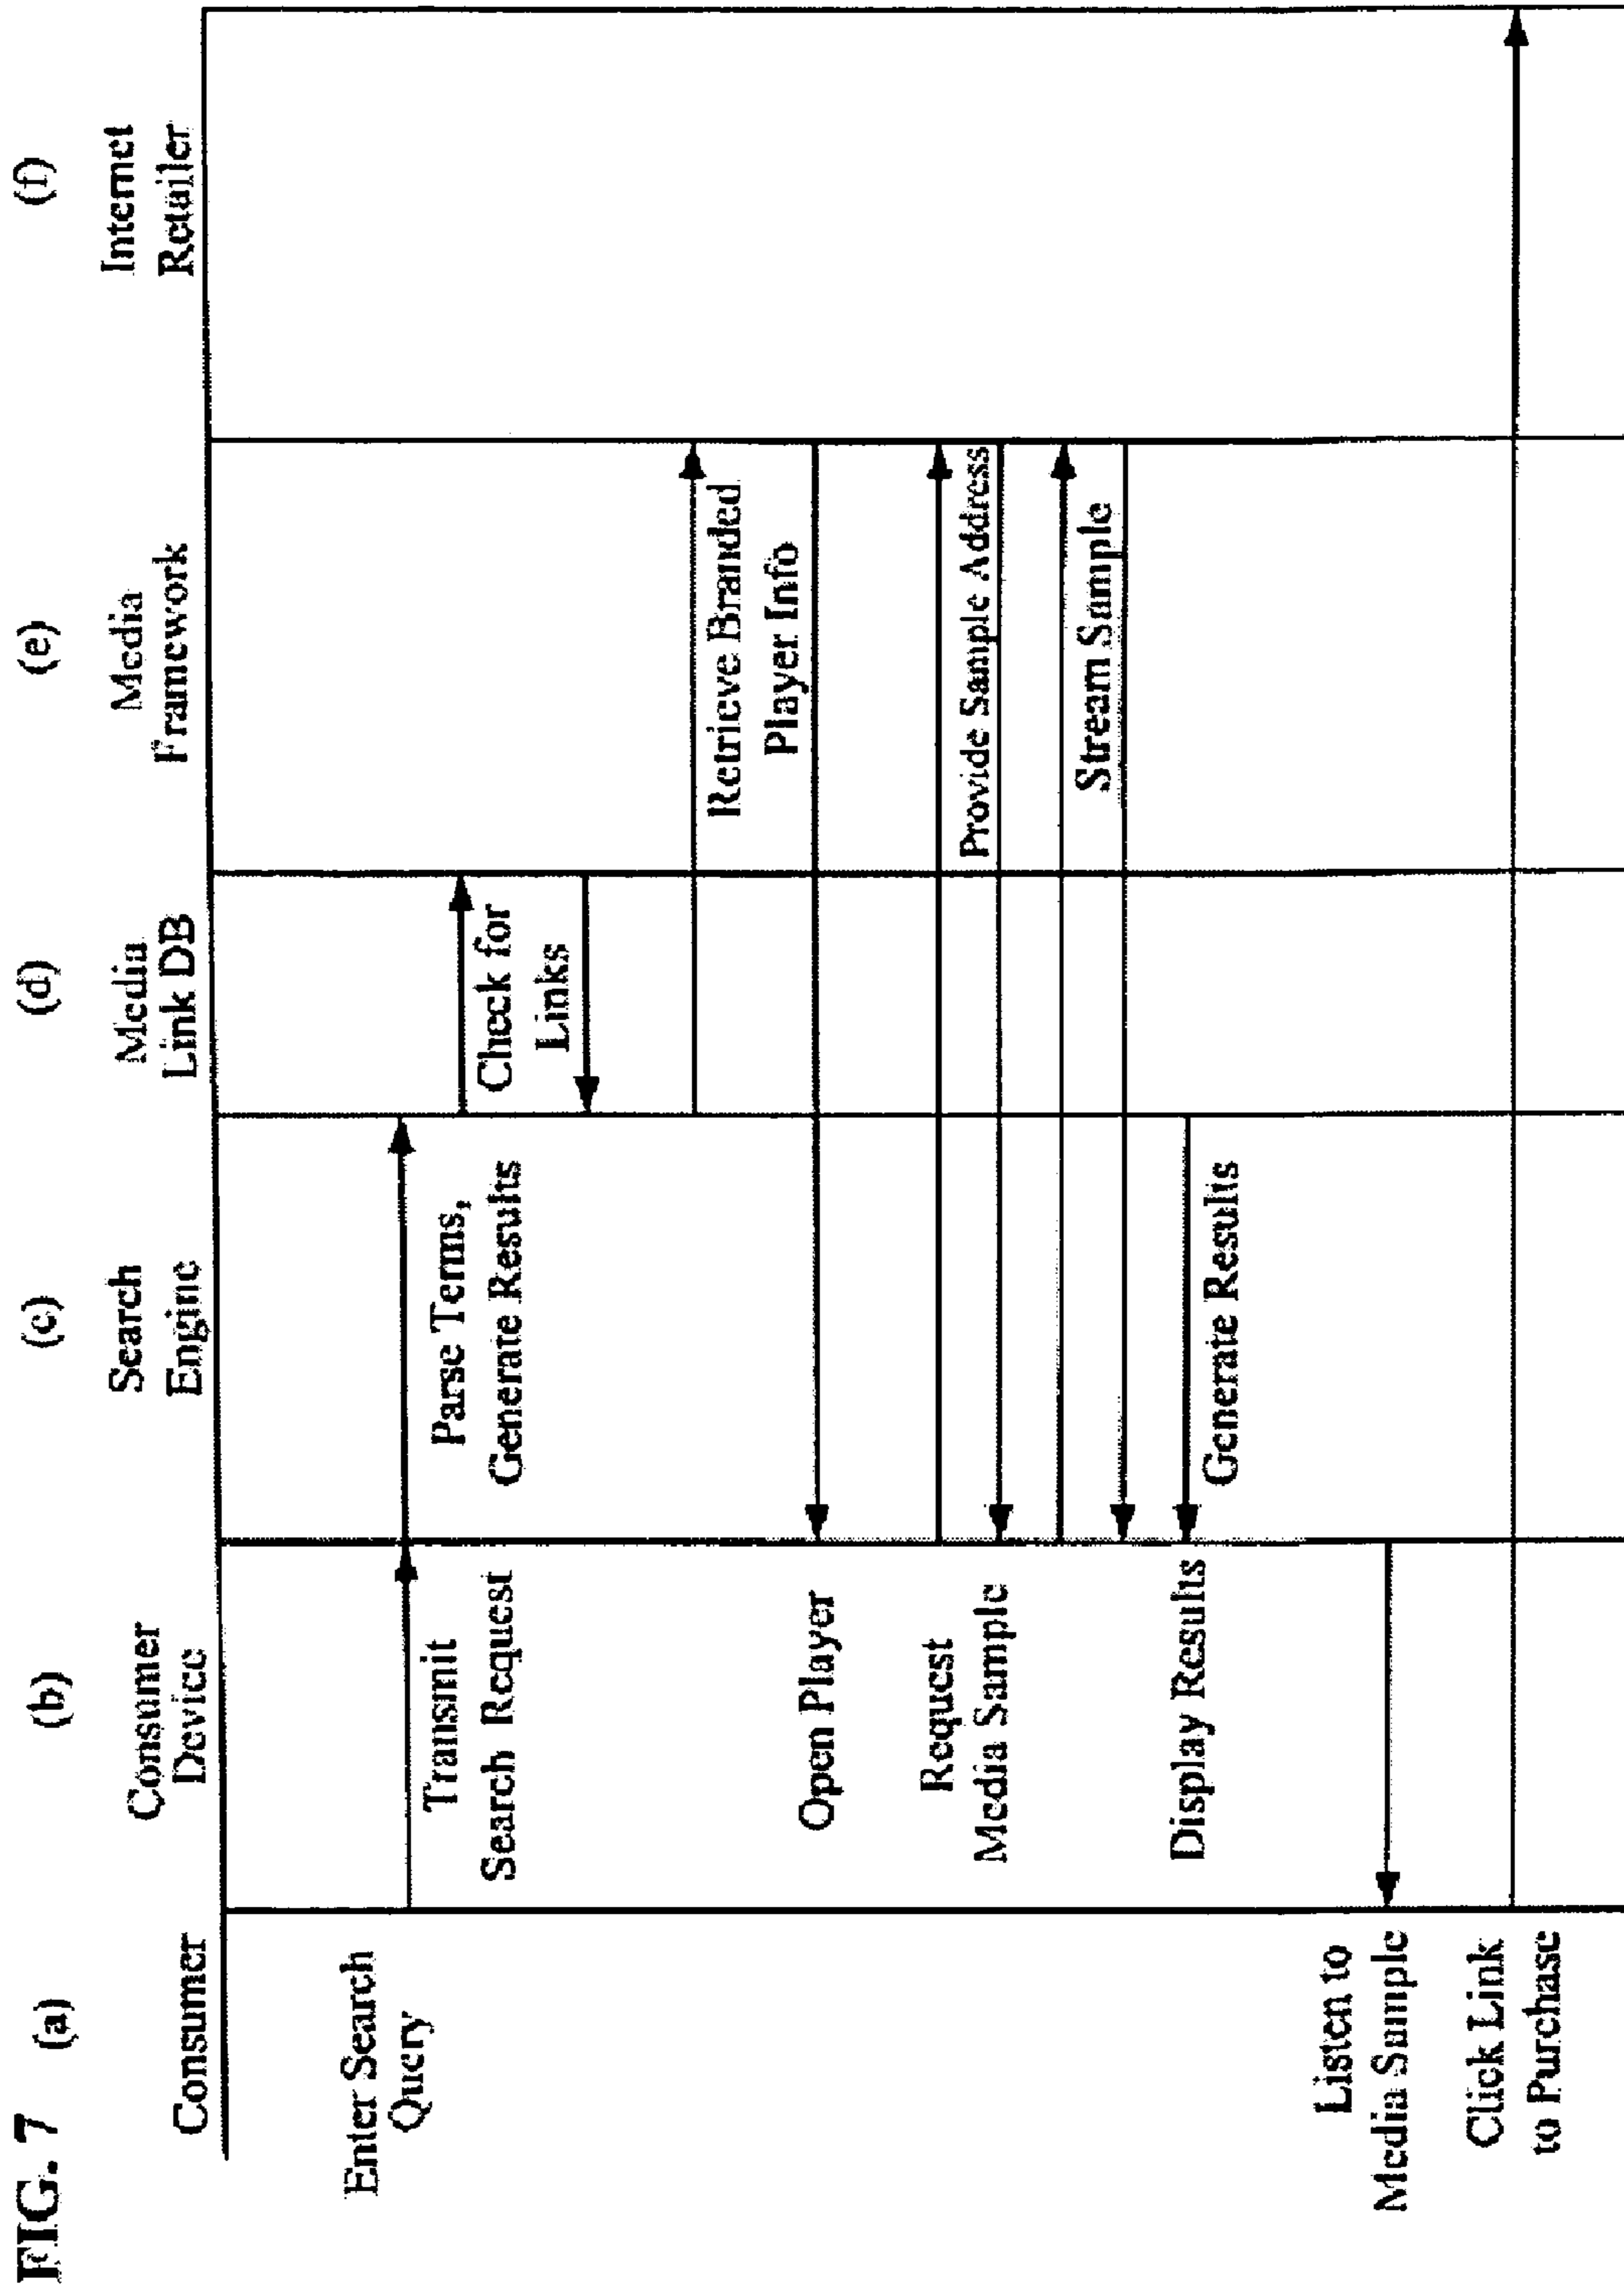 FIG. 7
(a)
(b)
(c)
(d)
(e)
(f)
Consumer
Consumer
Device
Search
Engine
Media
Link DB
Media
Framework
Internet
Retailer
Enter Search
Query
Transmit
Search Request
Parse Terms,
Generate Results
Check for
Links
Retrieve Branded
Player Info
Open Player
Request
Media Sample
Provide Sample Address
Stream Sample
Display Results
Generate Results
Listen to
Media Sample
Click Link
to Purchase